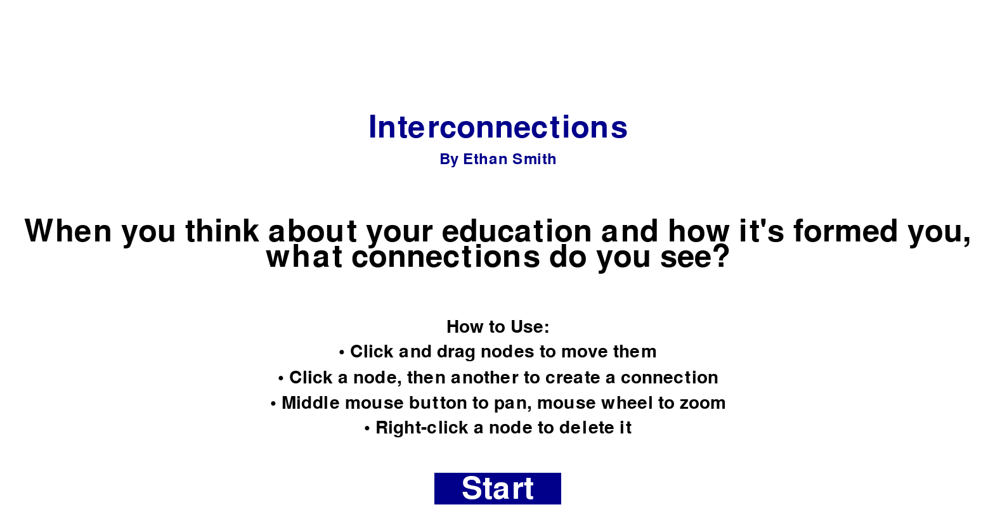 Interconnections
By Ethan Smith
When you think about your education and how it's formed you,
what connections do you see?
How to Use:
• Click and drag nodes to move them
• Click a node, then another to create a connection
• Middle mouse button to pan, mouse wheel to zoom
• Right-click a node to delete it
Start